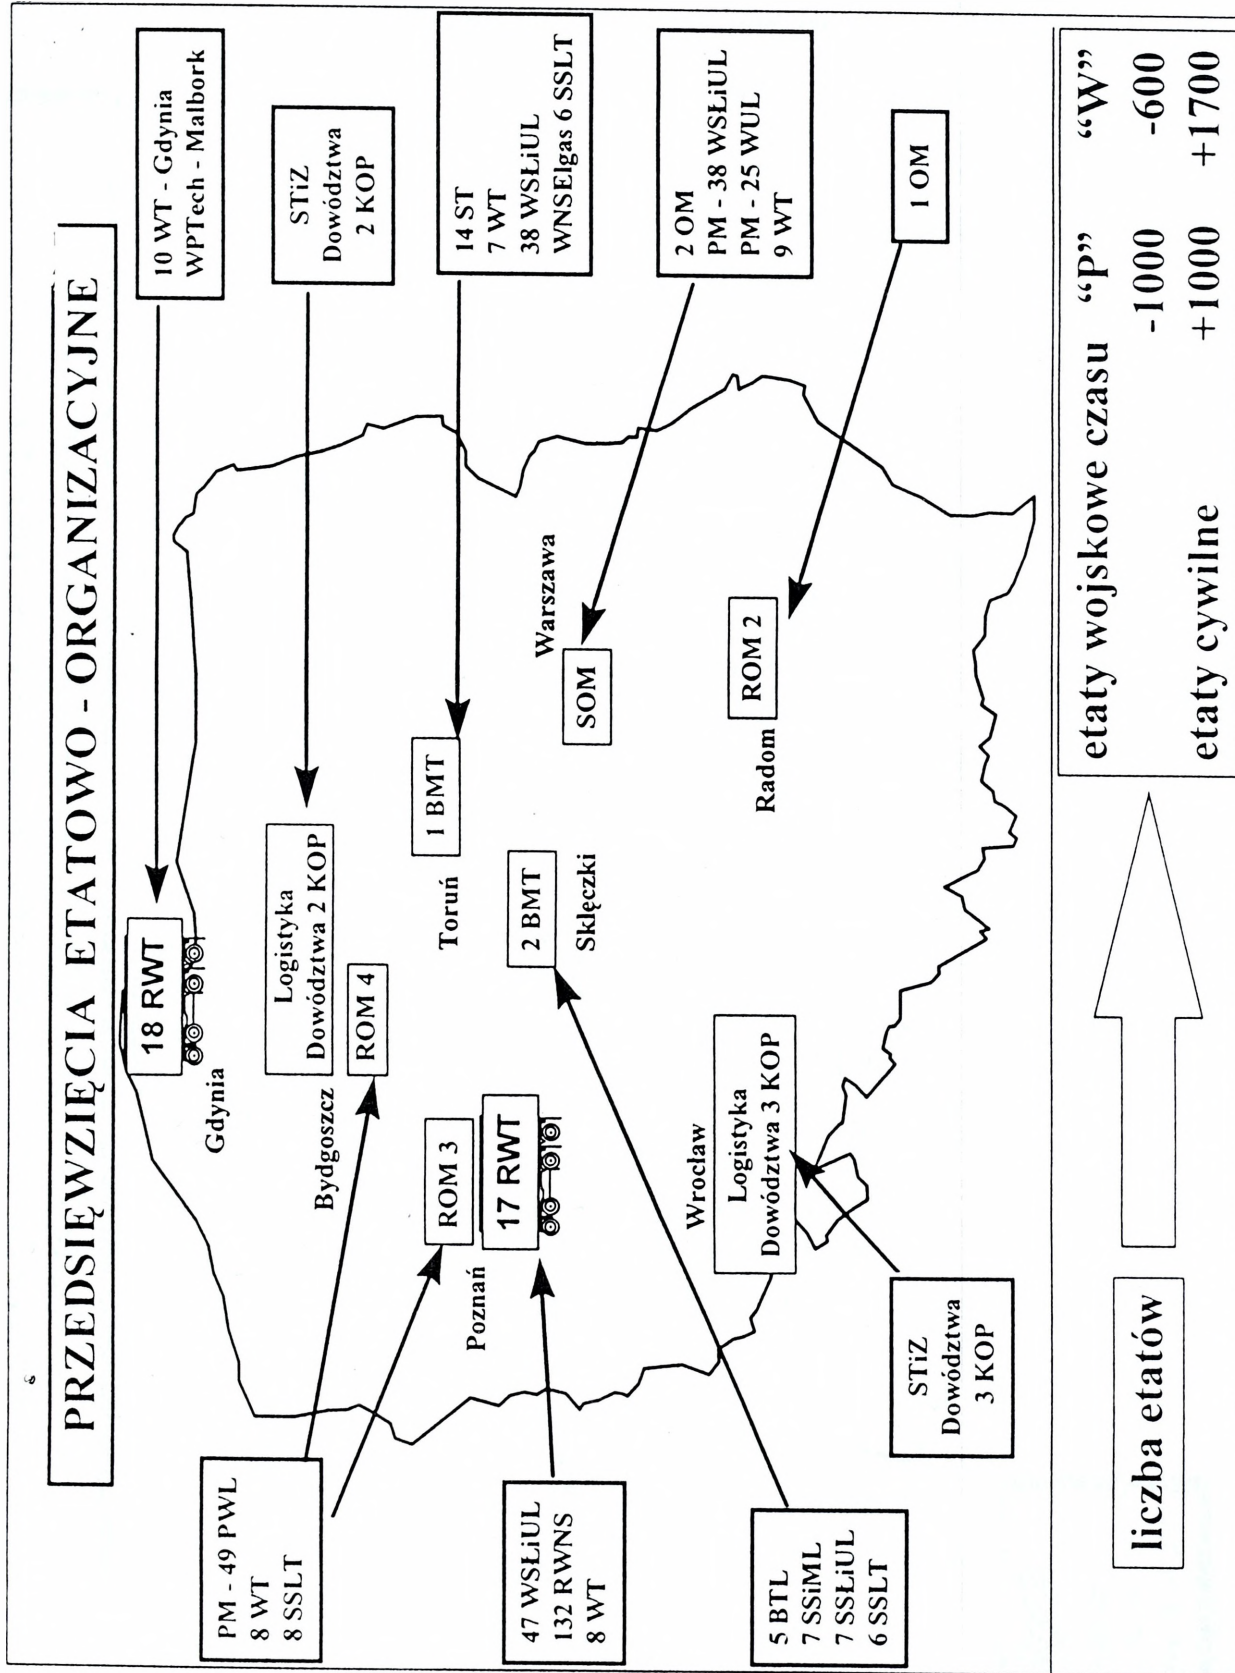 PRZEDSIĘWZIĘCIA ETATOWO - ORGANIZACYJNE
PM - 49 PWL
8 WT
8 SSLT
47 WSŁiUL
132 RWNS
8 WT
5 BTL
7 SSiML
7 SSŁiUL
6 SSLT
STiZ
Dowództwa
3 KOP
18 RWT
Gdynia
Logistyka
Dowództwa 2 KOP
Bydgoszcz
ROM 4
ROM 3
Poznań
17 RWT
1 BMT
Toruń
2 BMT
Sklęczki
Warszawa
SOM
Wrocław
Logistyka
Dowództwa 3 KOP
ROM 2
Radom
10 WT - Gdynia
WPTech - Malbork
STiZ
Dowództwa
2 KOP
14 ST
7 WT
38 WSŁiUL
WNSElgas 6 SSLT
2 OM
PM - 38 WSŁiUL
PM - 25 WUL
9 WT
1 OM
liczba etatów
etaty wojskowe czasu “P” “W”
-1000 -600
etaty cywilne +1000 +1700